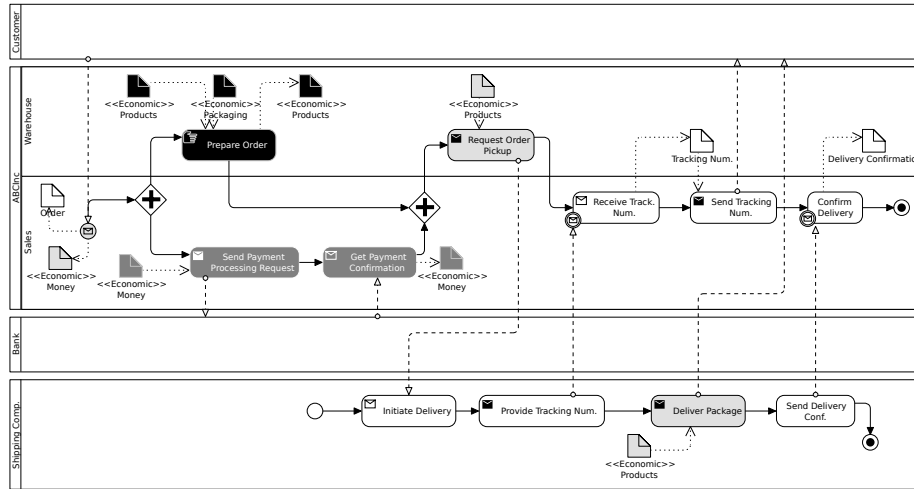 Customer
ABCInc
Warehouse
<<Economic>>
Products
<<Economic>>
Packaging
<<Economic>>
Products
<<Economic>>
Products
Prepare Order
Request Order
Pickup
Tracking Num.
Delivery Confirmatio
Sales
Order
<<Economic>>
Money
<<Economic>>
Money
Send Payment
Processing Request
Get Payment
Confirmation
<<Economic>>
Money
Receive Track.
Num.
Send Tracking
Num.
Confirm
Delivery
Bank
Shipping Comp.
Initiate Delivery
Provide Tracking Num.
Deliver Package
Send Delivery
Conf.
<<Economic>>
Products